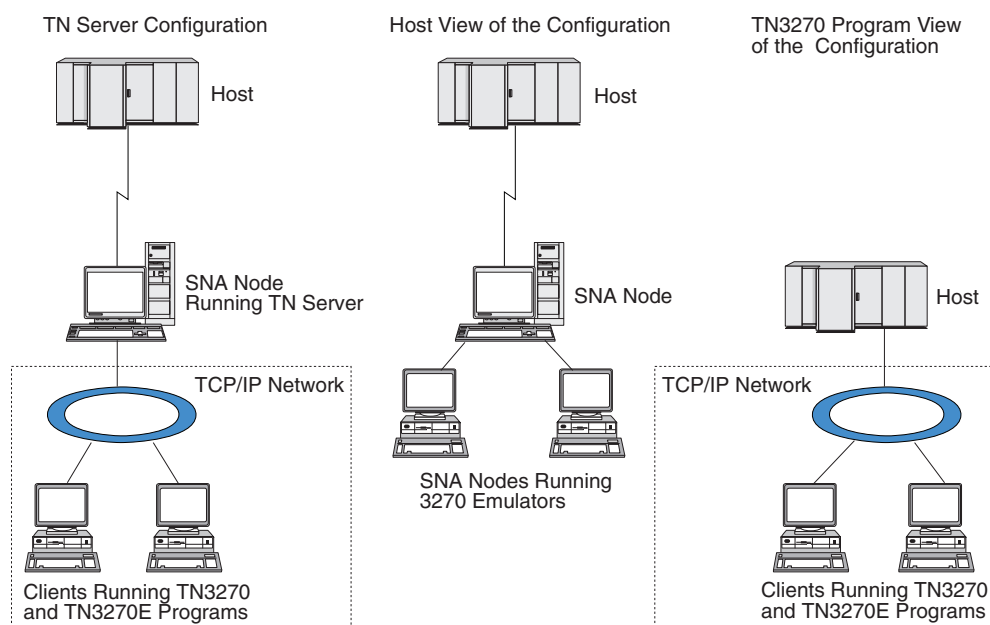 TN Server Configuration
Host
SNA Node
Running TN Server
TCP/IP Network
Clients Running TN3270
and TN3270E Programs
Host View of the Configuration
Host
SNA Node
SNA Nodes Running
3270 Emulators
TN3270 Program View
of the Configuration
Host
TCP/IP Network
Clients Running TN3270
and TN3270E Programs